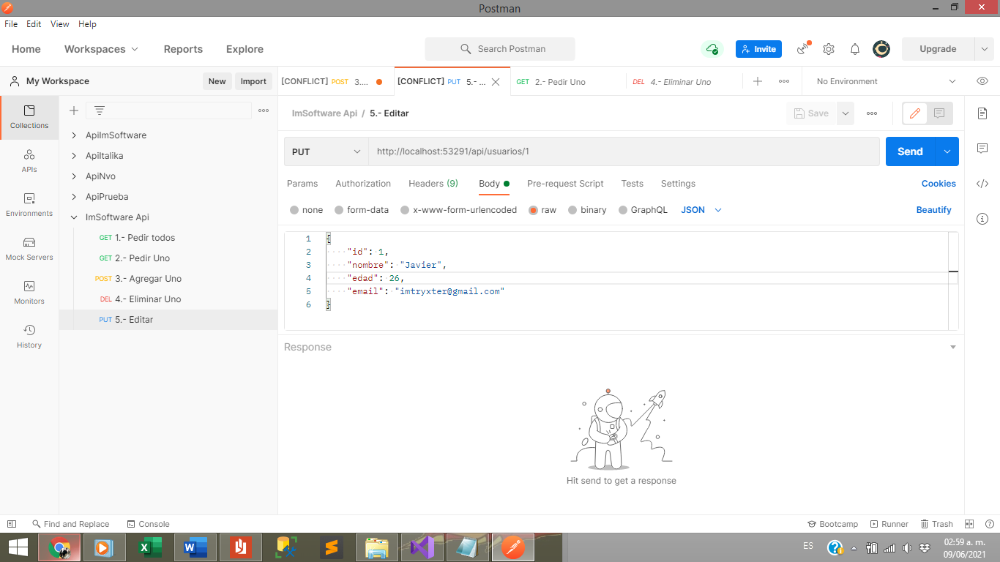 Postman
File Edit View Help
Home Workspaces Reports Explore Search Postman Invite Upgrade
My Workspace New Import [CONFLICT] POST 3.... [CONFLICT] PUT 5.- ... GET 2.- Pedir Uno DEL 4.- Eliminar Uno No Environment
Collections
APIs
Environments
Mock Servers
Monitors
History
ApiImSoftware
ApiItalika
ApiNvo
ApiPrueba
ImSoftware Api
GET 1.- Pedir todos
GET 2.- Pedir Uno
POST 3.- Agregar Uno
DEL 4.- Eliminar Uno
PUT 5.- Editar
ImSoftware Api / 5.- Editar Save
PUT http://localhost:53291/api/usuarios/1 Send
Params Authorization Headers (9) Body Pre-request Script Tests Settings Cookies
none form-data x-www-form-urlencoded raw binary GraphQL JSON Beautify
1 {
2 "id": 1,
3 "nombre": "Javier",
4 "edad": 26,
5 "email": "imtryxter@gmail.com"
6 }
Response
Hit send to get a response
Find and Replace Console Bootcamp Runner Trash
ES 02:59 a. m.
09/06/2021